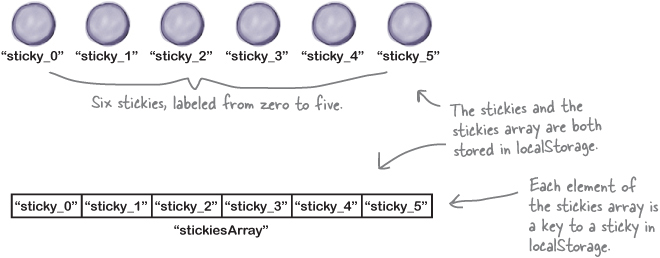 “sticky_0” “sticky_1” “sticky_2” “sticky_3” “sticky_4” “sticky_5”
Six stickies, labeled from zero to five.
The stickies and the
stickies array are both
stored in localStorage.
“sticky_0” “sticky_1” “sticky_2” “sticky_3” “sticky_4” “sticky_5”
“stickiesArray”
Each element of
the stickies array is
a key to a sticky in
localStorage.